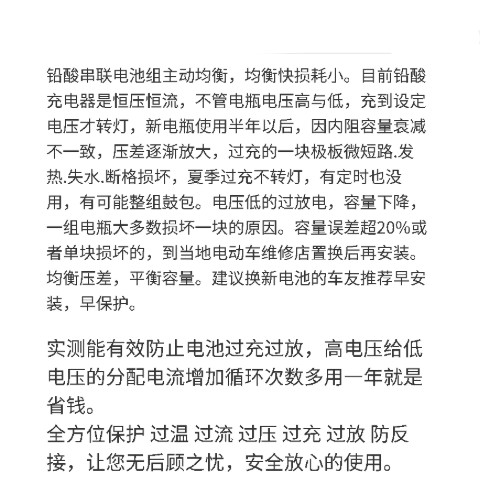 铅酸串联电池组主动均衡，均衡快损耗小。目前铅酸
充电器是恒压恒流，不管电瓶电压高与低，充到设定
电压才转灯，新电瓶使用半年以后，因内阻容量衰减
不一致，压差逐渐放大，过充的一块极板微短路.发
热.失水.断格损坏，夏季过充不转灯，有定时也没
用，有可能整组鼓包。电压低的过放电，容量下降，
一组电瓶大多数损坏一块的原因。容量误差超20%或
者单块损坏的，到当地电动车维修店置换后再安装。
均衡压差，平衡容量。建议换新电池的车友推荐早安
装，早保护。
实测能有效防止电池过充过放，高电压给低
电压的分配电流增加循环次数多用一年就是
省钱。
全方位保护 过温 过流 过压 过充 过放 防反
接，让您无后顾之忧，安全放心的使用。